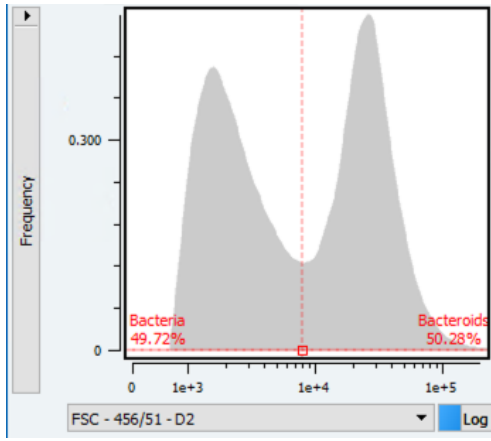 Frequency
0.300
0
Bacteria
49.72%
Bacteroids
50.28%
0 1e+3 1e+4 1e+5
FSC - 456/51 - D2
Log